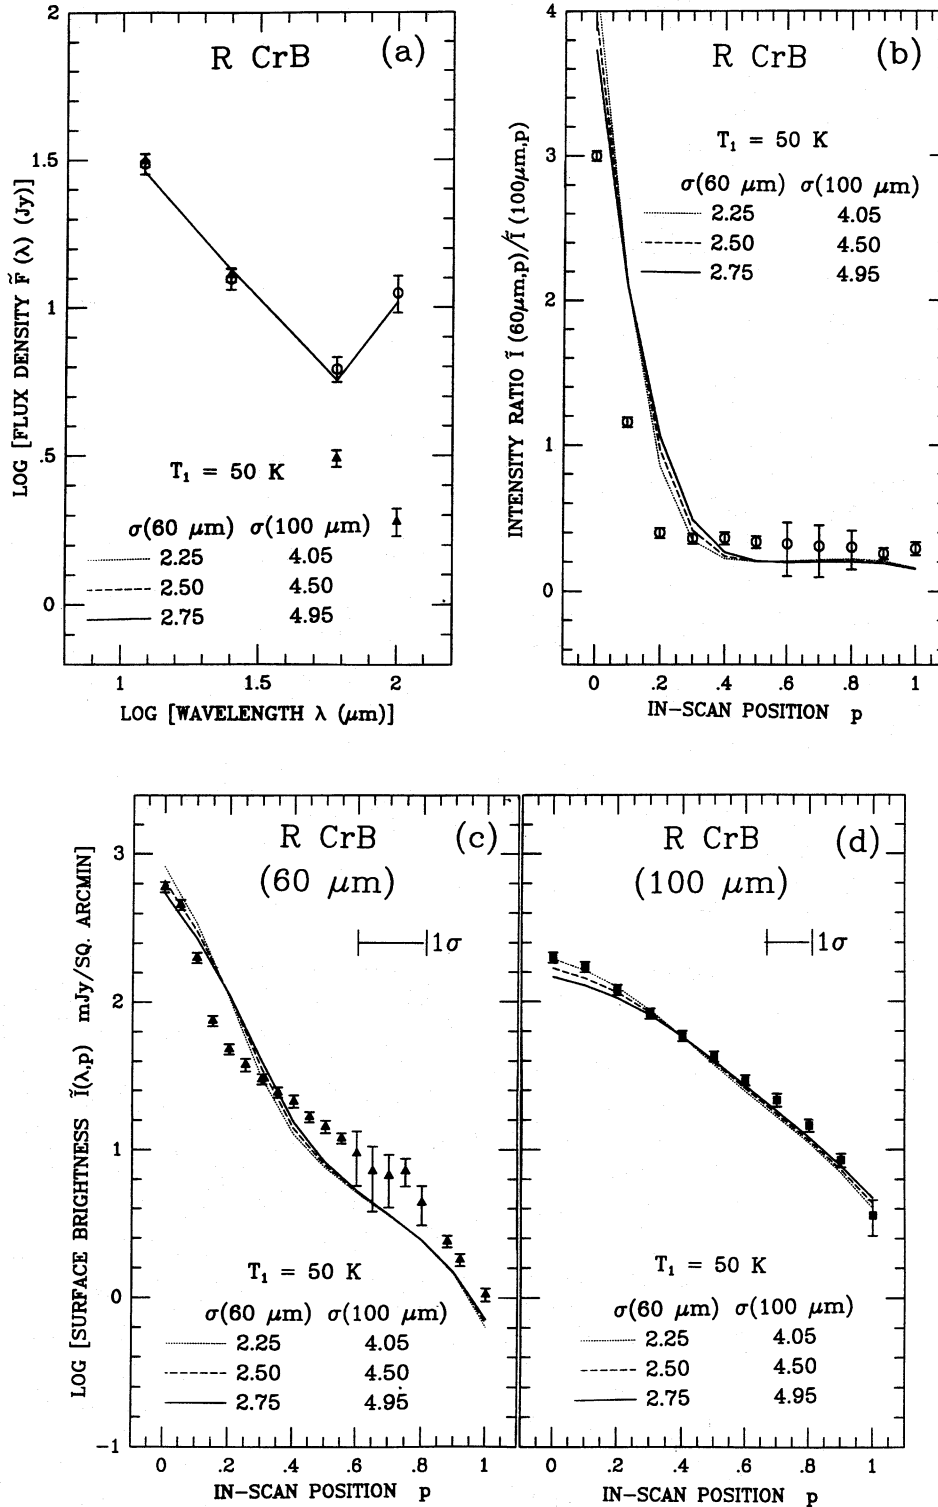 R CrB
(a)
2
1.5
1
.5
0
LOG [FLUX DENSITY F̃ (λ) (Jy)]
T₁ = 50 K
σ(60 μm) σ(100 μm)
2.25 4.05
2.50 4.50
2.75 4.95
1 1.5 2
LOG [WAVELENGTH λ (μm)]
R CrB
(b)
4
3
2
1
0
INTENSITY RATIO Ĩ (60μm,p)/Ĩ (100μm,p)
T₁ = 50 K
σ(60 μm) σ(100 μm)
2.25 4.05
2.50 4.50
2.75 4.95
0 .2 .4 .6 .8 1
IN-SCAN POSITION p
R CrB
(c)
(60 μm)
1σ
3
2
1
0
-1
LOG [SURFACE BRIGHTNESS Ĩ(λ,p) mJy/SQ. ARCMIN]
T₁ = 50 K
σ(60 μm) σ(100 μm)
2.25 4.05
2.50 4.50
2.75 4.95
0 .2 .4 .6 .8 1
IN-SCAN POSITION p
R CrB
(d)
(100 μm)
1σ
T₁ = 50 K
σ(60 μm) σ(100 μm)
2.25 4.05
2.50 4.50
2.75 4.95
0 .2 .4 .6 .8 1
IN-SCAN POSITION p